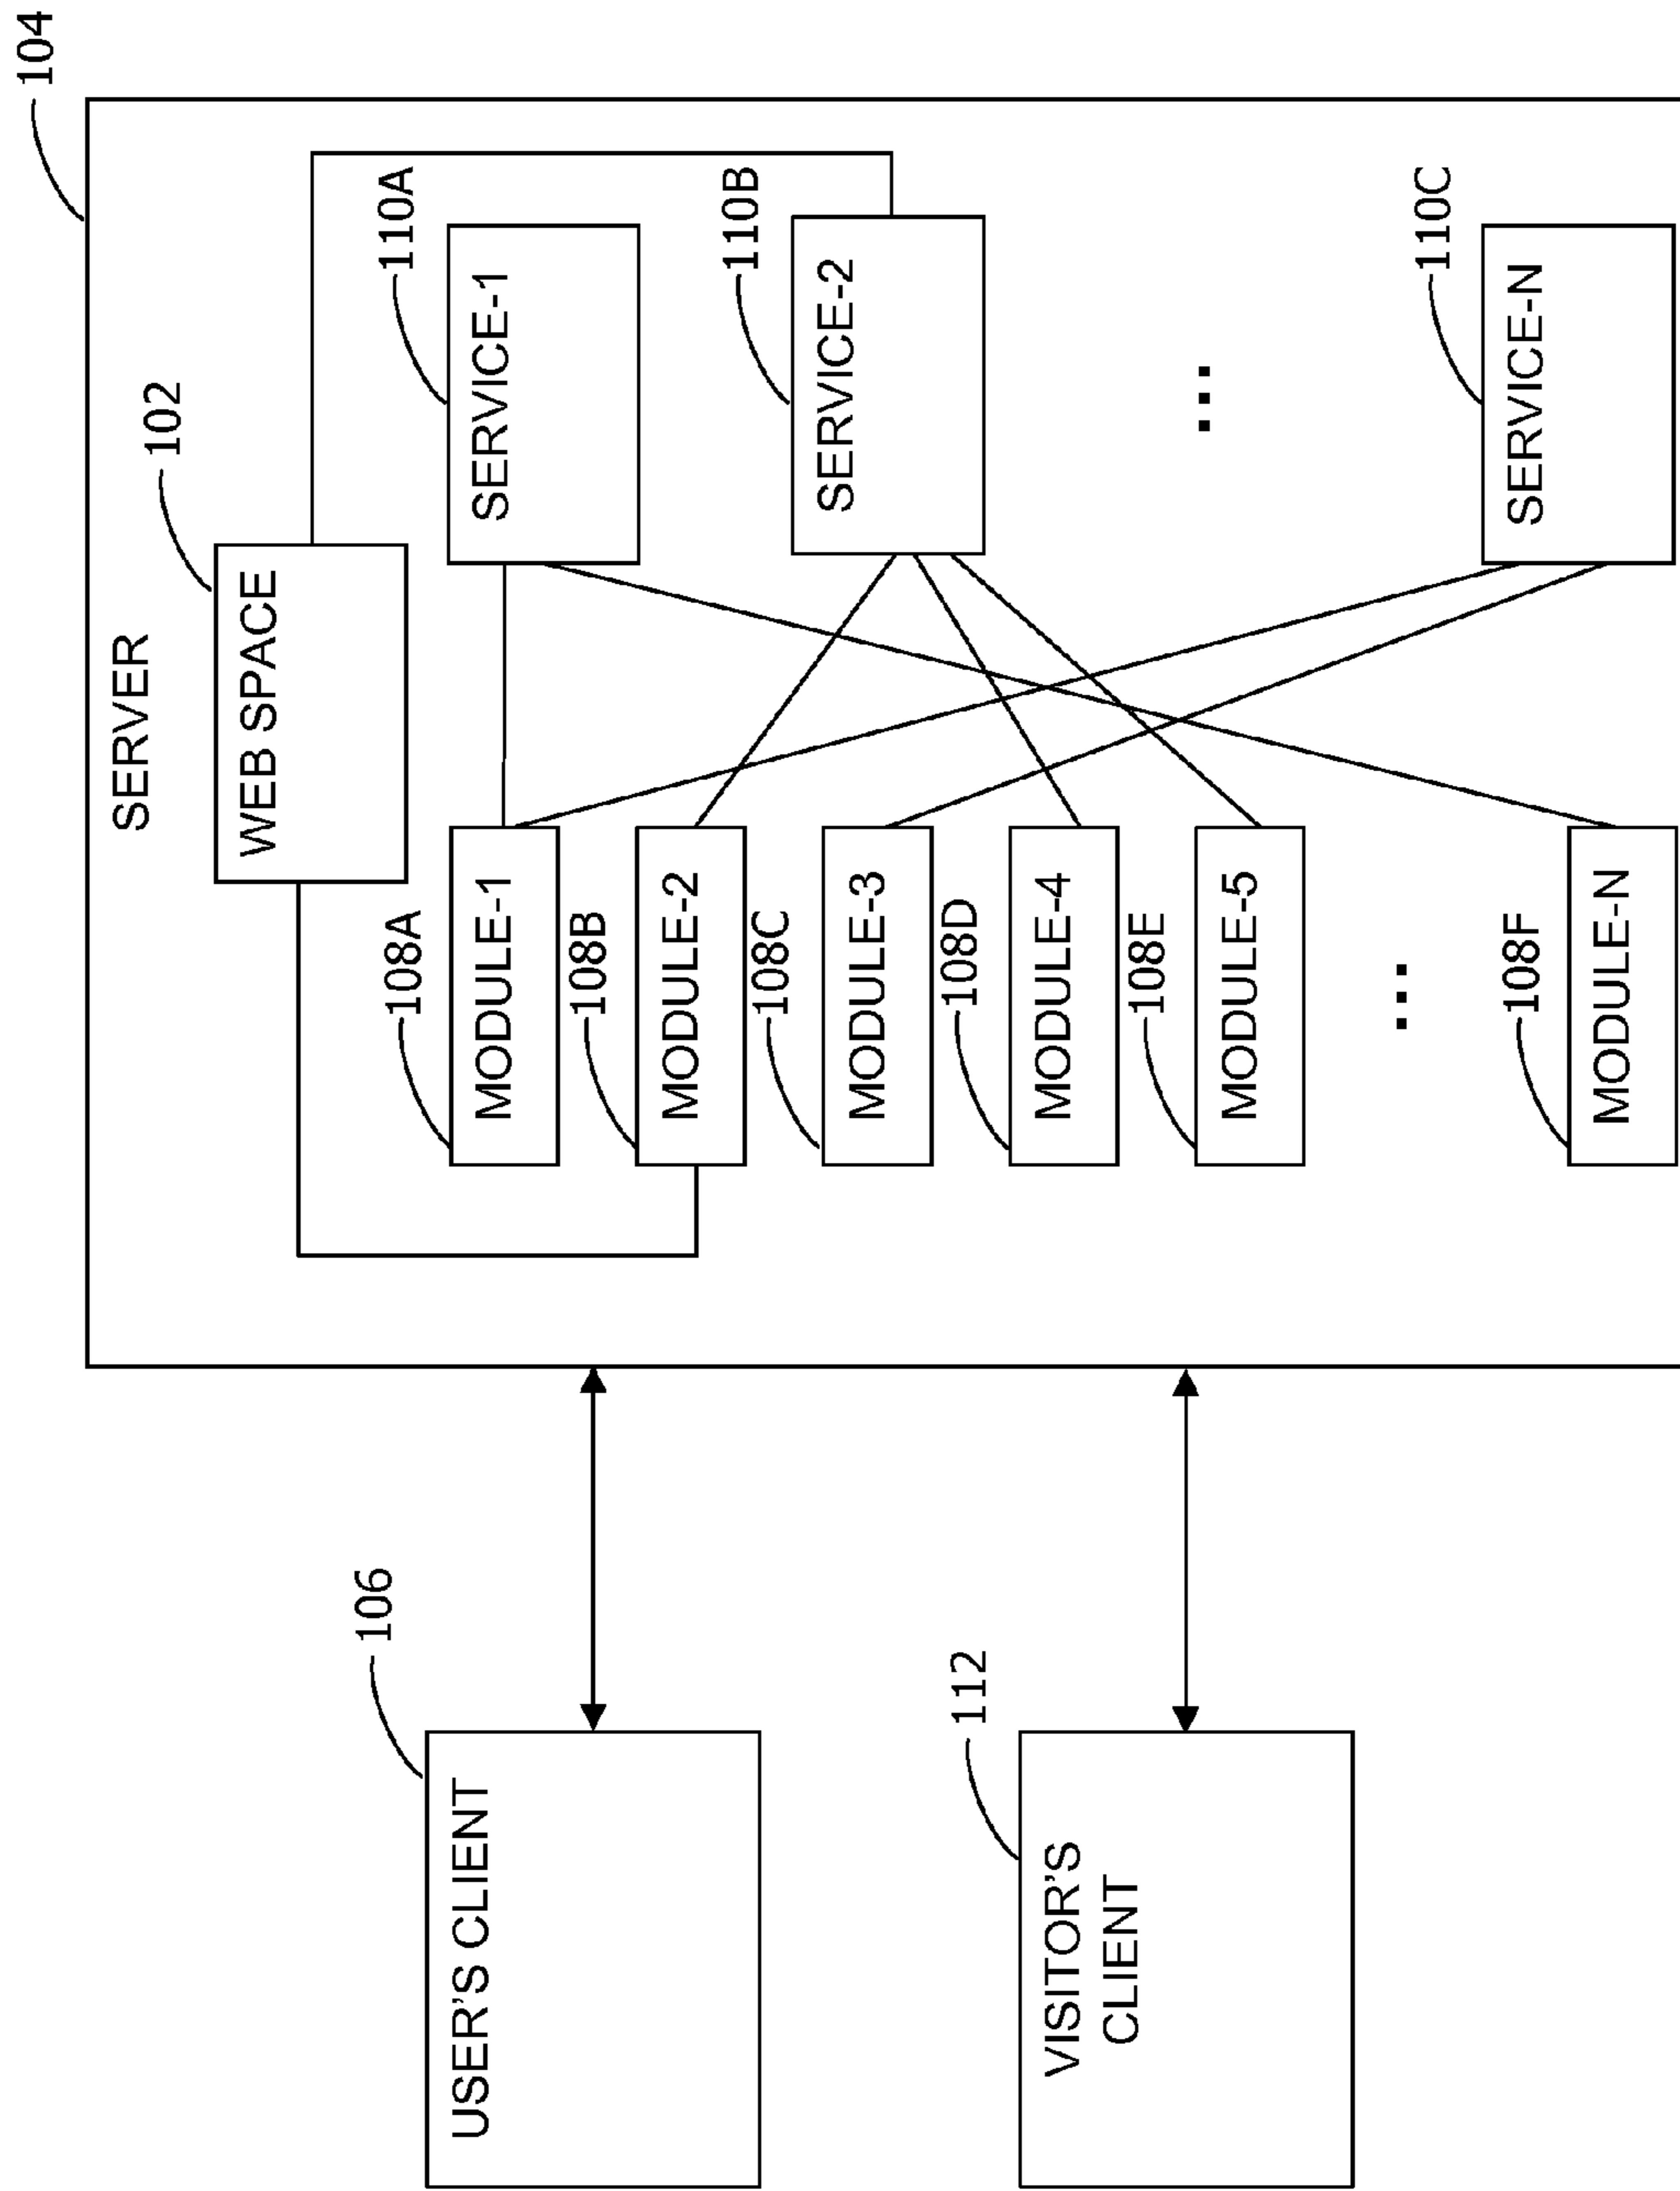 104
SERVER
102
WEB SPACE
108A
MODULE-1
108B
MODULE-2
108C
MODULE-3
108D
MODULE-4
108E
MODULE-5
...
108F
MODULE-N
110A
SERVICE-1
110B
SERVICE-2
...
110C
SERVICE-N
106
USER'S CLIENT
112
VISITOR'S
CLIENT